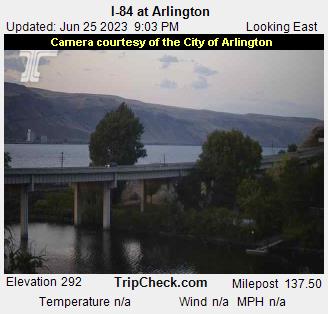 I-84 at Arlington
Updated: Jun 25 2023 9:03 PM Looking East
Camera courtesy of the City of Arlington
Elevation 292 TripCheck.com Milepost 137.50
Temperature n/a Wind n/a MPH n/a